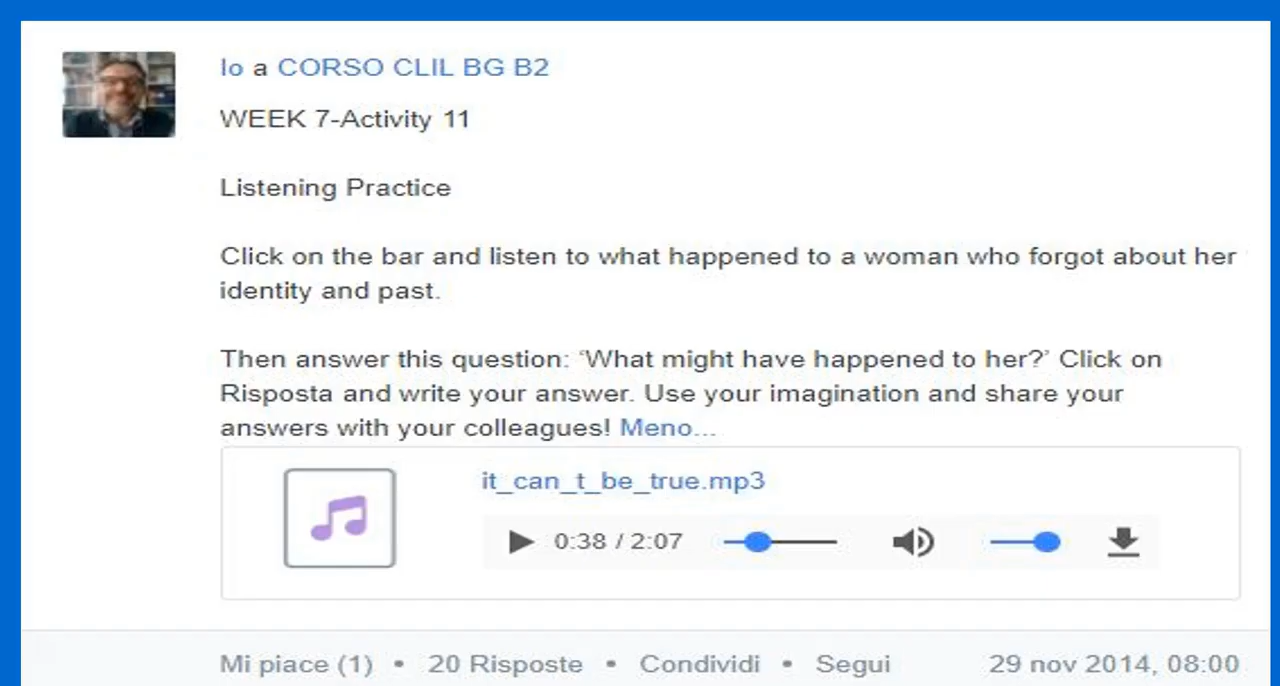 Io a CORSO CLIL BG B2
WEEK 7-Activity 11
Listening Practice
Click on the bar and listen to what happened to a woman who forgot about her
identity and past.
Then answer this question: ‘What might have happened to her?’ Click on
Risposta and write your answer. Use your imagination and share your
answers with your colleagues! Meno...
it_can_t_be_true.mp3
0:38 / 2:07
Mi piace (1) • 20 Risposte • Condividi • Segui 29 nov 2014, 08:00